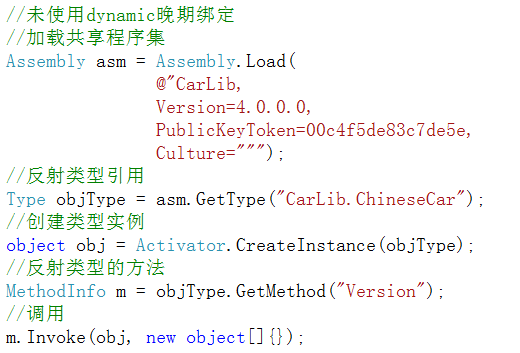 //未使用dynamic晚期绑定
//加载共享程序集
Assembly asm = Assembly.Load(
@"CarLib,
Version=4.0.0.0,
PublicKeyToken=00c4f5de83c7de5e,
Culture=""");
//反射类型引用
Type objType = asm.GetType("CarLib.ChineseCar");
//创建类型实例
object obj = Activator.CreateInstance(objType);
//反射类型的方法
MethodInfo m = objType.GetMethod("Version");
//调用
m.Invoke(obj, new object[]{});